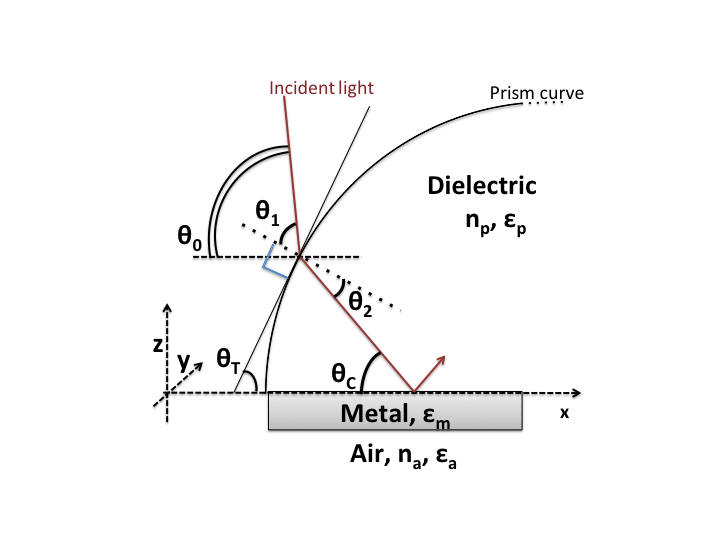 Incident light
Prism curve
Dielectric
np, εp
θ1
θ0
θ2
z
y
θT
θC
x
Metal, εm
Air, na, εa